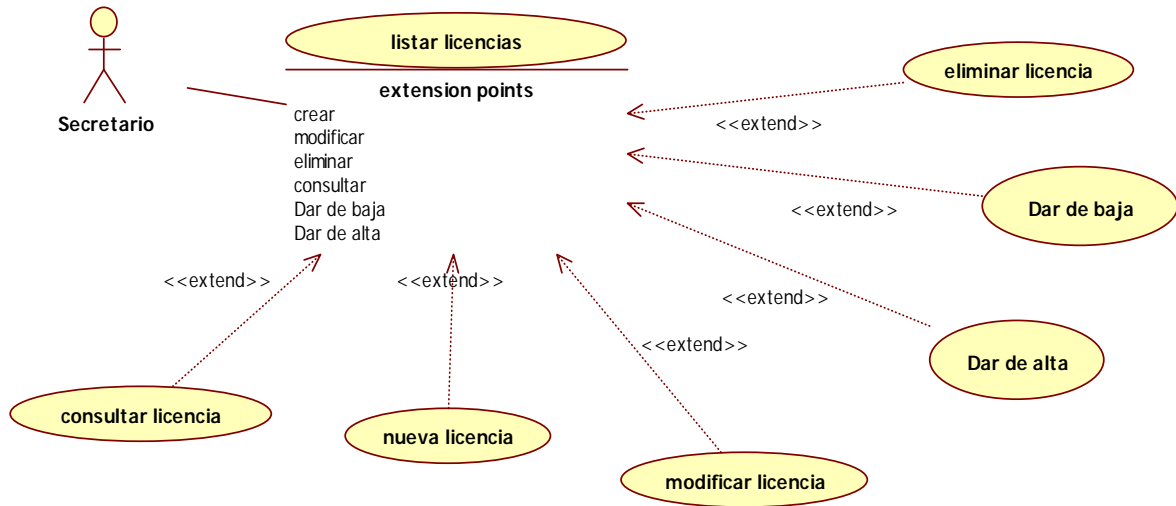 listar licencias
extension points
Secretario
crear
modificar
eliminar
consultar
Dar de baja
Dar de alta
eliminar licencia
<<extend>>
Dar de baja
<<extend>>
Dar de alta
<<extend>>
<<extend>>
<<extend>>
<<extend>>
consultar licencia
nueva licencia
modificar licencia